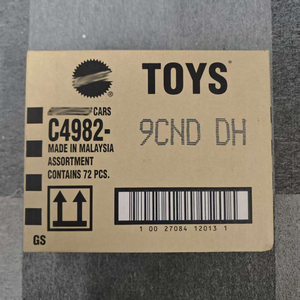 TOYS®
CARS
C4982-
9CND DH
MADE IN MALAYSIA
ASSORTMENT
CONTAINS 72 PCS.
1 00 27084 12013 1
GS